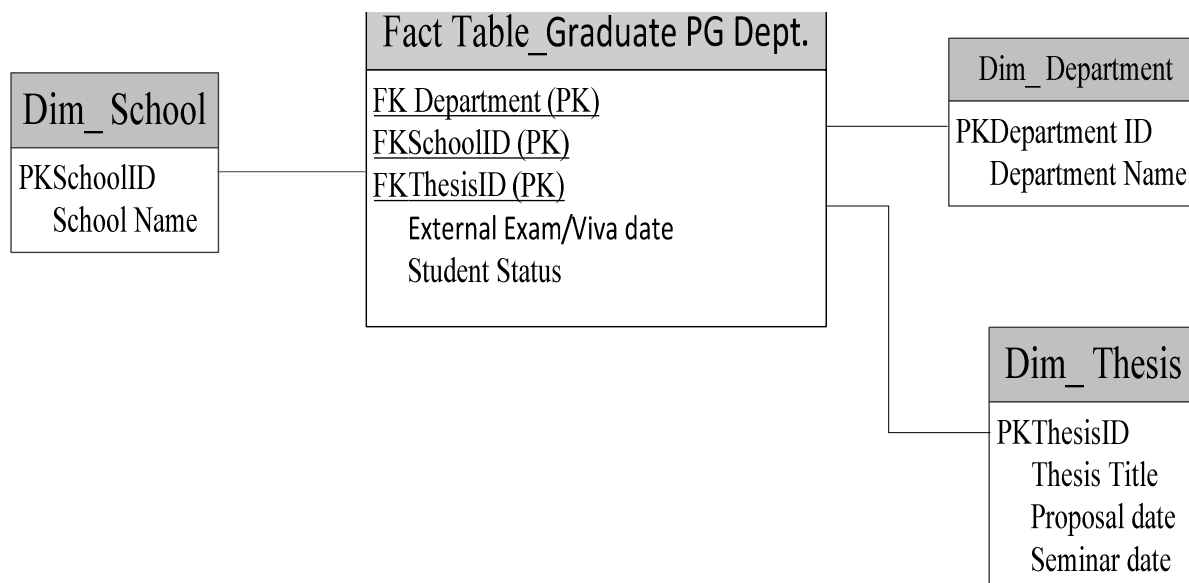 Fact Table_Graduate PG Dept.
FK Department (PK)
FKSchoolID (PK)
FKThesisID (PK)
External Exam/Viva date
Student Status
Dim_ School
PKSchoolID
School Name
Dim_ Department
PKDepartment ID
Department Name
Dim_ Thesis
PKThesisID
Thesis Title
Proposal date
Seminar date